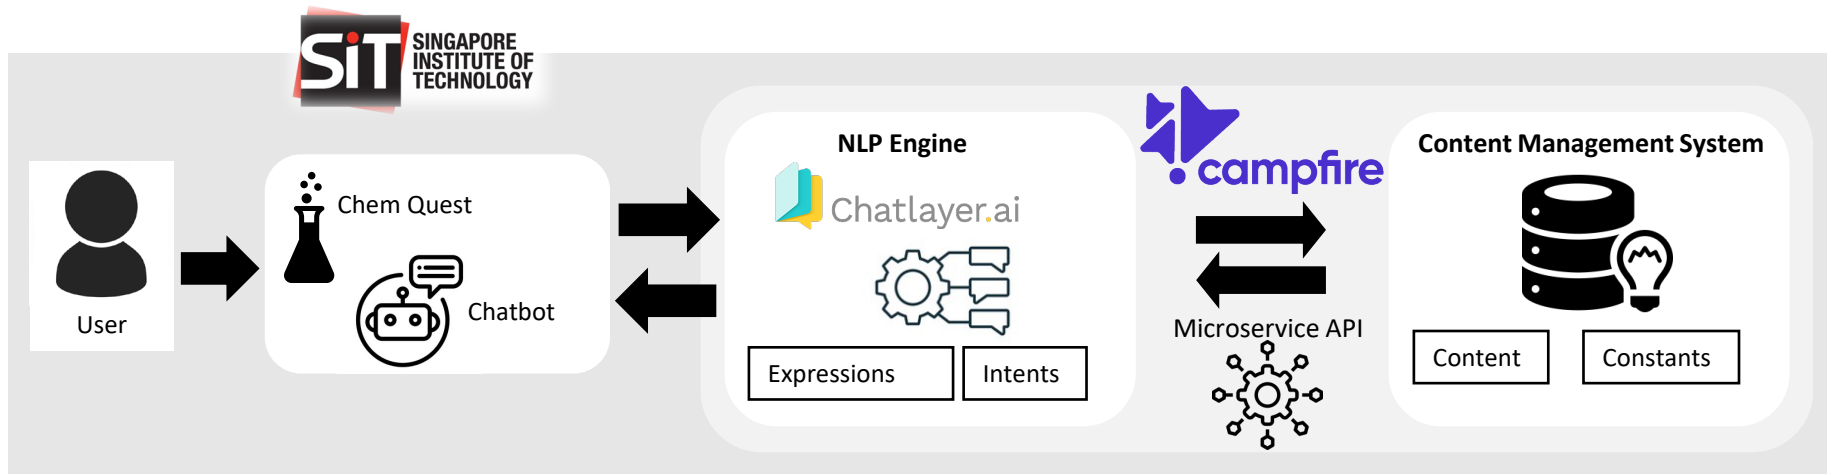 SiT
SINGAPORE
INSTITUTE OF
TECHNOLOGY
User
Chem Quest
Chatbot
NLP Engine
Chatlayer.ai
Expressions
Intents
campfire
Microservice API
Content Management System
Content
Constants